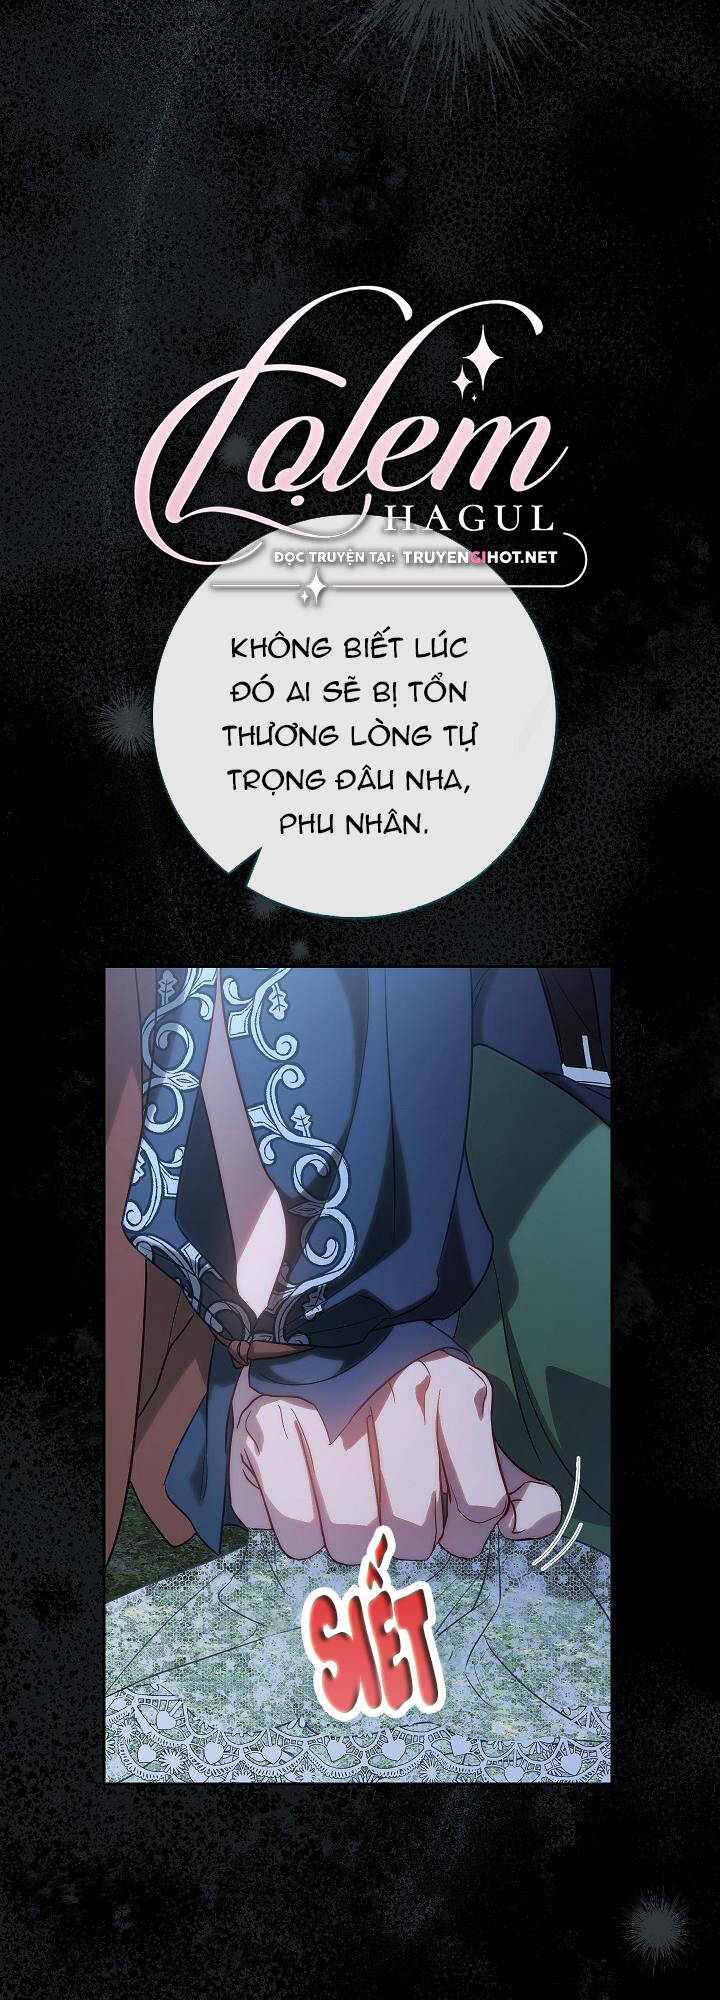 Lọlem
HAGUL
ĐỌC TRUYỆN TẠI: TRUYENGIHOT.NET
KHÔNG BIẾT LÚC
ĐÓ AI SẼ BỊ TỔN
THƯƠNG LÒNG TỰ
TRỌNG ĐÂU NHA,
PHU NHÂN.
SIẾT